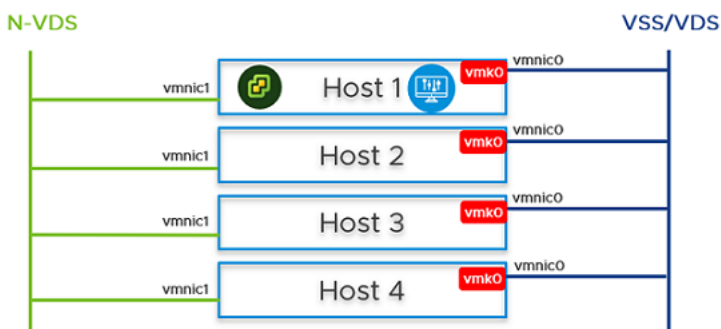 N-VDS VSS/VDS
vmnic1 Host 1 vmk0 vmnic0
vmnic1 Host 2 vmk0 vmnic0
vmnic1 Host 3 vmk0 vmnic0
vmnic1 Host 4 vmk0 vmnic0